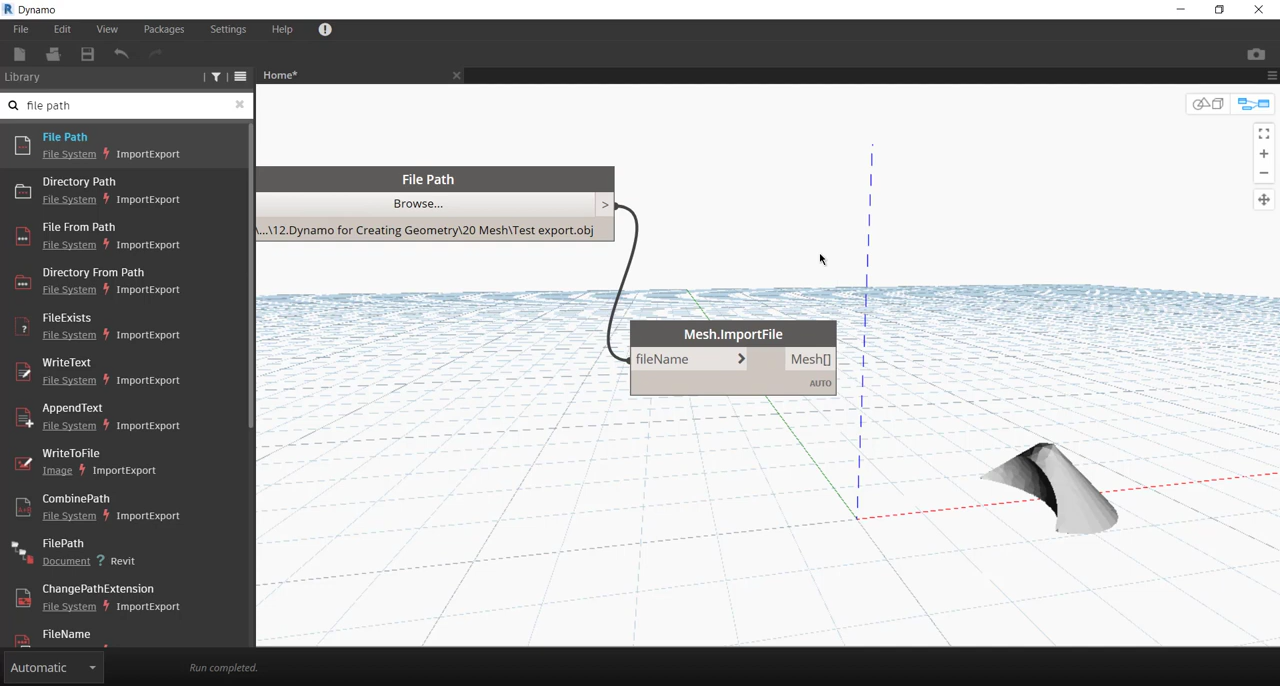 Dynamo
File Edit View Packages Settings Help
Library
Home*
file path
File Path
File System ImportExport
Directory Path
File System ImportExport
File From Path
File System ImportExport
Directory From Path
File System ImportExport
FileExists
File System ImportExport
WriteText
File System ImportExport
AppendText
File System ImportExport
WriteToFile
Image ImportExport
CombinePath
File System ImportExport
FilePath
Document ? Revit
ChangePathExtension
File System ImportExport
FileName
File Path
Browse... >
\...\12.Dynamo for Creating Geometry\20 Mesh\Test export.obj
Mesh.ImportFile
fileName > Mesh[]
AUTO
Automatic
Run completed.